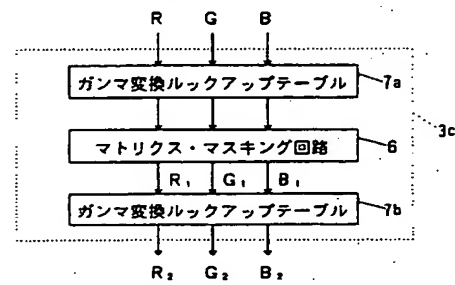 R G B
ガンマ変換ルックアップテーブル 7a
3c
マトリクス・マスキング回路 6
R₁ G₁ B₁
ガンマ変換ルックアップテーブル 7b
R₂ G₂ B₂